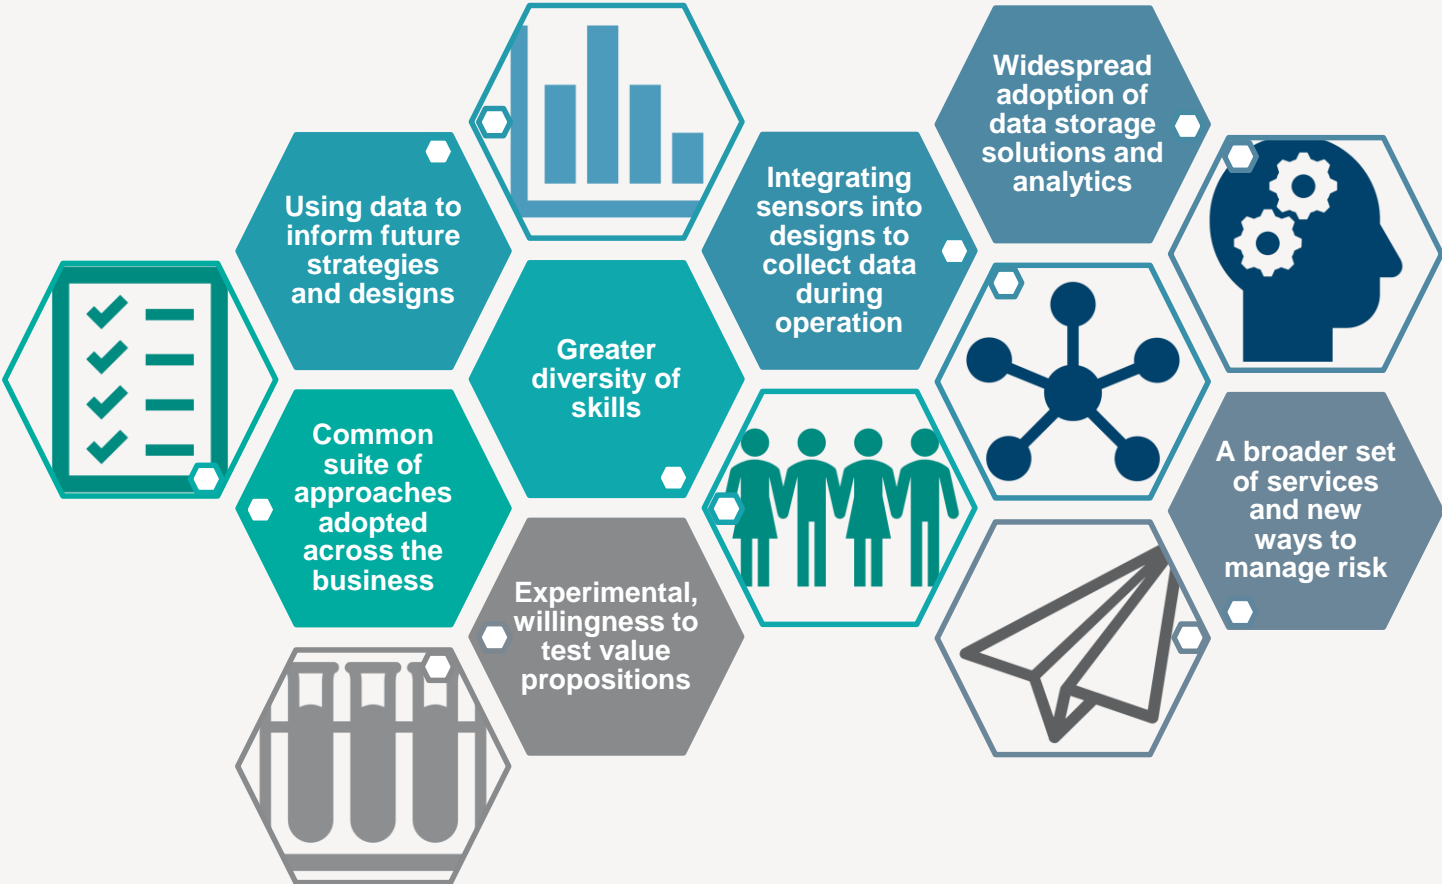 Using data to
inform future
strategies
and designs
Common
suite of
approaches
adopted
across the
business
Greater
diversity of
skills
Experimental,
willingness to
test value
propositions
Integrating
sensors into
designs to
collect data
during
operation
Widespread
adoption of
data storage
solutions and
analytics
A broader set
of services
and new
ways to
manage risk